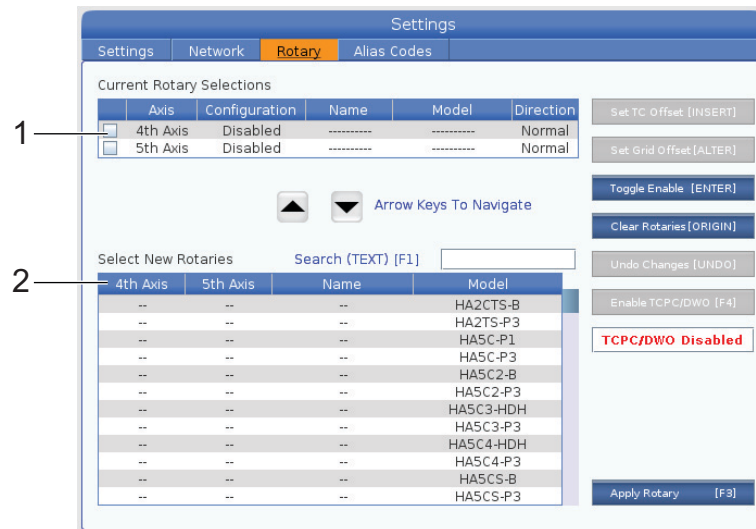 Settings
Settings Network Rotary Alias Codes
Current Rotary Selections
Axis Configuration Name Model Direction
1 4th Axis Disabled ---------- ---------- Normal
5th Axis Disabled ---------- ---------- Normal
Set TC Offset [INSERT]
Set Grid Offset [ALTER]
Toggle Enable [ENTER]
Arrow Keys To Navigate
Clear Rotaries [ORIGIN]
Select New Rotaries Search (TEXT) [F1]
Undo Changes [UNDO]
2 4th Axis 5th Axis Name Model
-- -- -- HA2CTS-B
Enable TCPC/DWO [F4]
-- -- -- HA2TS-P3
-- -- -- HA5C-P1
TCPC/DWO Disabled
-- -- -- HA5C-P3
-- -- -- HA5C2-B
-- -- -- HA5C2-P3
-- -- -- HA5C3-HDH
-- -- -- HA5C3-P3
-- -- -- HA5C4-HDH
-- -- -- HA5C4-P3
-- -- -- HA5CS-B
-- -- -- HA5CS-P3
Apply Rotary [F3]